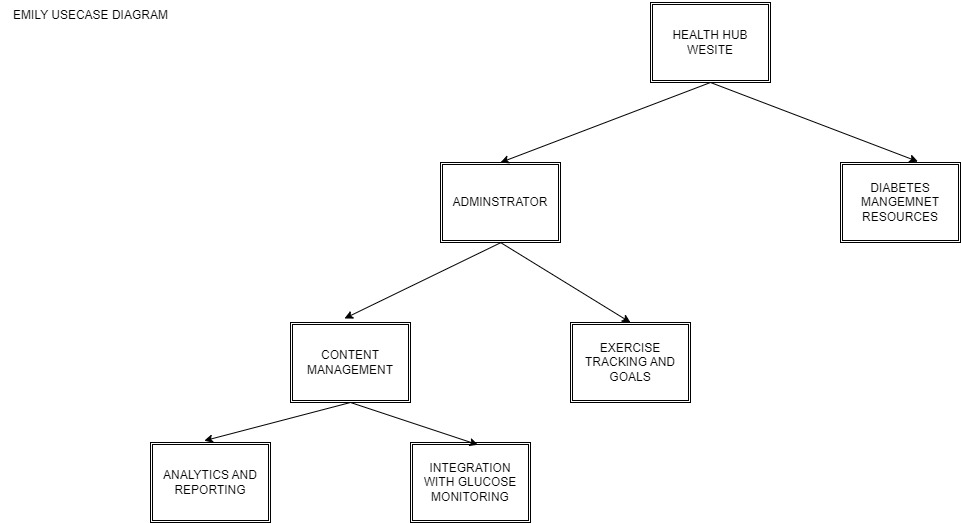 EMILY USECASE DIAGRAM
HEALTH HUB
WESITE
ADMINSTRATOR
DIABETES
MANGEMNET
RESOURCES
CONTENT
MANAGEMENT
EXERCISE
TRACKING AND
GOALS
ANALYTICS AND
REPORTING
INTEGRATION
WITH GLUCOSE
MONITORING